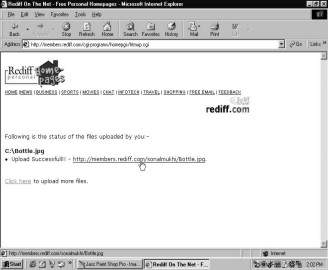 Rediff On The Net - Free Personal Homepages - Microsoft Internet Explorer
File Edit View Favorites Tools Help
Back Forward Stop Refresh Home Search Favorites History Mail Print Edit
Address http://members.rediff.com/cgi-programs/homepgs/htmwp.cgi Go Links
Rediff
personal home
pages
HOME NEWS | BUSINESS | SPORTS | MOVIES | CHAT | INFOTECH | TRAVEL | SHOPPING | FREE EMAIL | FEEDBACK
rediff.com
Following is the status of the files uploaded by you:-
C:\Bottle.jpg
• Upload Successful!!! - http://members.rediff.com/sonalmukhi/Bottle.jpg.
Click here to upload more files.
http://members.rediff.com/sonalmukhi/Bottle.jpg Internet
Start Jasc Paint Shop Pro - Ima... Rediff On The Net - F... 2:02 PM